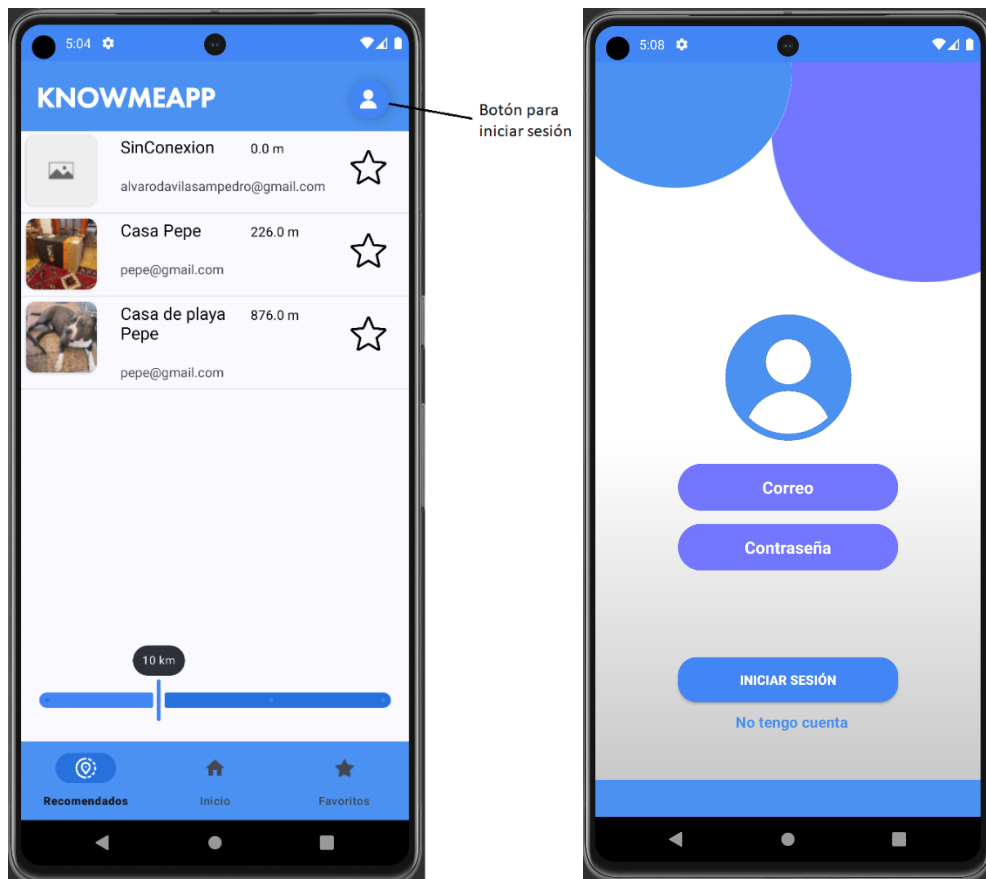 5:04
KNOWMEAPP
SinConexion 0.0 m
alvarodavilasampedro@gmail.com
Casa Pepe 226.0 m
pepe@gmail.com
Casa de playa 876.0 m
Pepe
pepe@gmail.com
10 km
Recomendados Inicio Favoritos
Botón para
iniciar sesión
5:08
Correo
Contraseña
INICIAR SESIÓN
No tengo cuenta